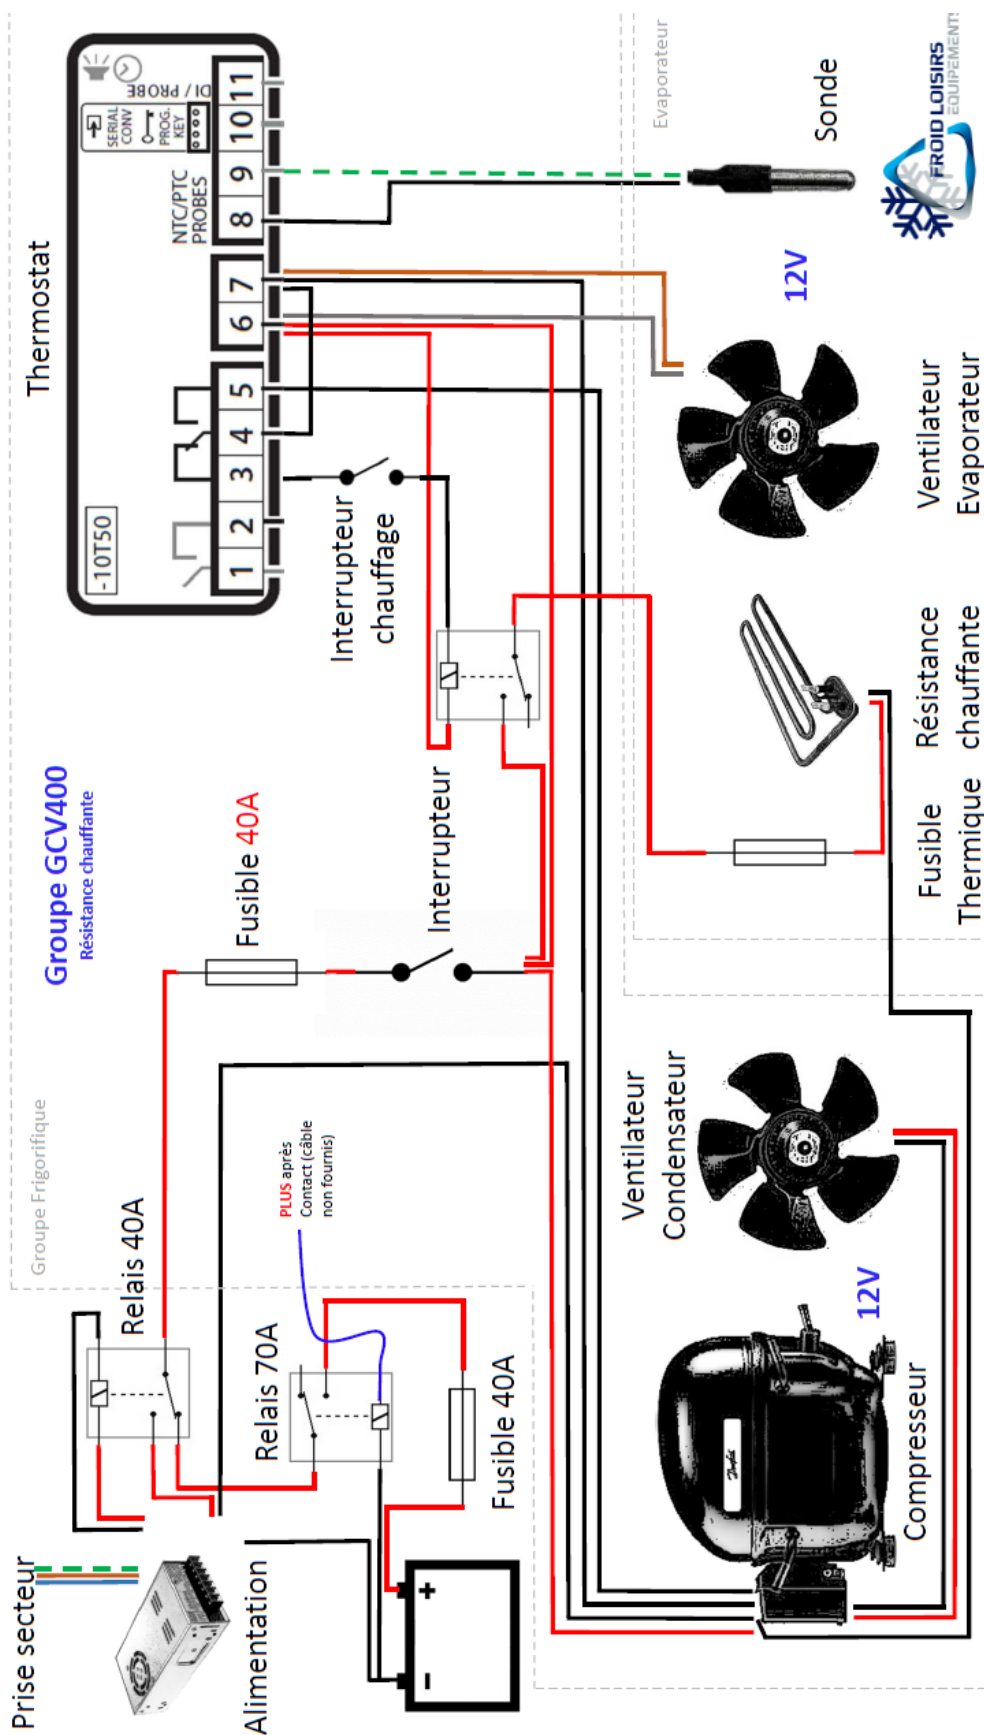 Groupe GCV400
Résistance chauffante
Groupe Frigorifique
Thermostat
-10T50
SERIAL
CONV
PROG.
KEY
DI / PROBE
NTC/PTC
PROBES
1
2
3
4
5
6
7
8
9
10
11
Prise secteur
Relais 40A
Fusible 40A
Interrupteur
chauffage
Alimentation
Relais 70A
PLUS après
Contact (câble
non fournis)
Interrupteur
Fusible 40A
+
-
Evaporateur
Sonde
12V
Ventilateur
Evaporateur
Résistance
chauffante
Fusible
Thermique
Ventilateur
Condensateur
12V
Compresseur
Danfoss
FROID LOISIRS
EQUIPEMENTS